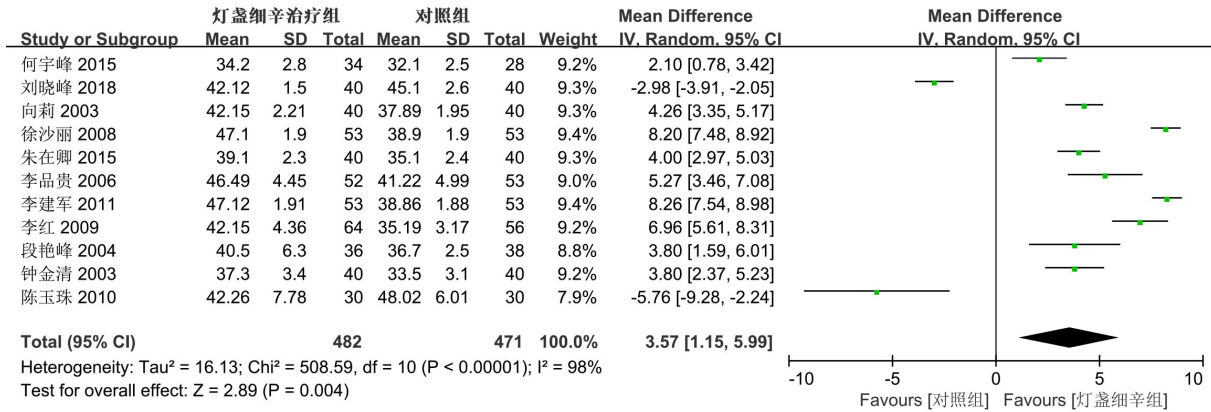 灯盏细辛治疗组 对照组 Mean Difference Mean Difference
Study or Subgroup Mean SD Total Mean SD Total Weight IV, Random, 95% CI IV, Random, 95% CI
何宇峰 2015 34.2 2.8 34 32.1 2.5 28 9.2% 2.10 [0.78, 3.42]
刘晓峰 2018 42.12 1.5 40 45.1 2.6 40 9.3% -2.98 [-3.91, -2.05]
向莉 2003 42.15 2.21 40 37.89 1.95 40 9.3% 4.26 [3.35, 5.17]
徐沙丽 2008 47.1 1.9 53 38.9 1.9 53 9.4% 8.20 [7.48, 8.92]
朱在卿 2015 39.1 2.3 40 35.1 2.4 40 9.3% 4.00 [2.97, 5.03]
李品贵 2006 46.49 4.45 52 41.22 4.99 53 9.0% 5.27 [3.46, 7.08]
李建军 2011 47.12 1.91 53 38.86 1.88 53 9.4% 8.26 [7.54, 8.98]
李红 2009 42.15 4.36 64 35.19 3.17 56 9.2% 6.96 [5.61, 8.31]
段艳峰 2004 40.5 6.3 36 36.7 2.5 38 8.8% 3.80 [1.59, 6.01]
钟金清 2003 37.3 3.4 40 33.5 3.1 40 9.2% 3.80 [2.37, 5.23]
陈玉珠 2010 42.26 7.78 30 48.02 6.01 30 7.9% -5.76 [-9.28, -2.24]
Total (95% CI) 482 471 100.0% 3.57 [1.15, 5.99]
Heterogeneity: Tau² = 16.13; Chi² = 508.59, df = 10 (P < 0.00001); I² = 98%
Test for overall effect: Z = 2.89 (P = 0.004)
-10 -5 0 5 10
Favours [对照组] Favours [灯盏细辛组]